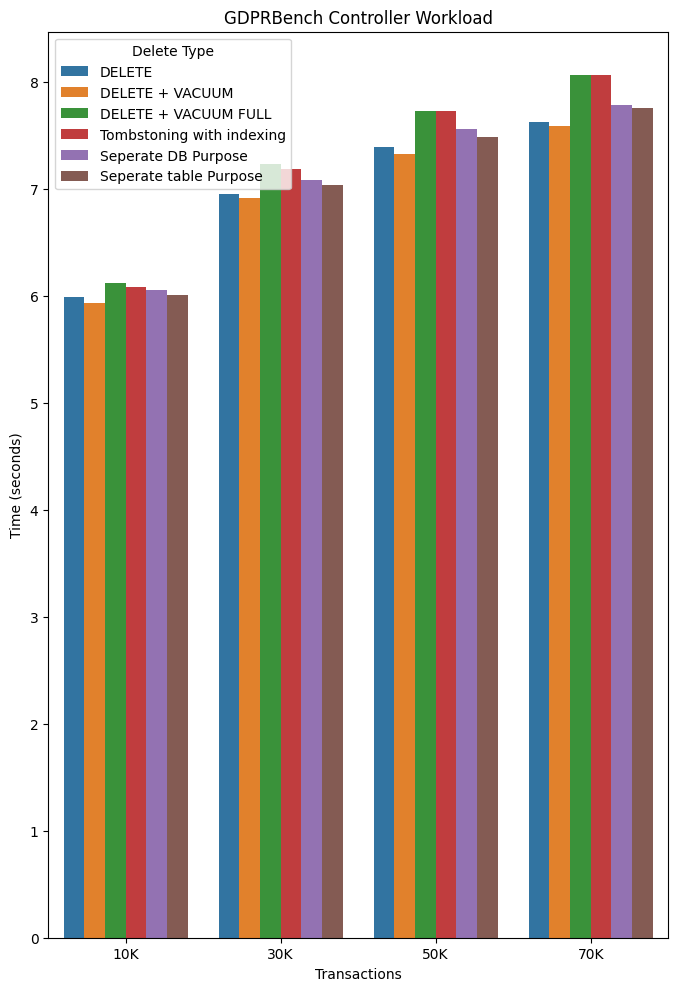 GDPRBench Controller Workload
Delete Type
DELETE
DELETE + VACUUM
DELETE + VACUUM FULL
Tombstoning with indexing
Seperate DB Purpose
Seperate table Purpose
8
7
6
5
4
3
2
1
0
Time (seconds)
10K
30K
50K
70K
Transactions